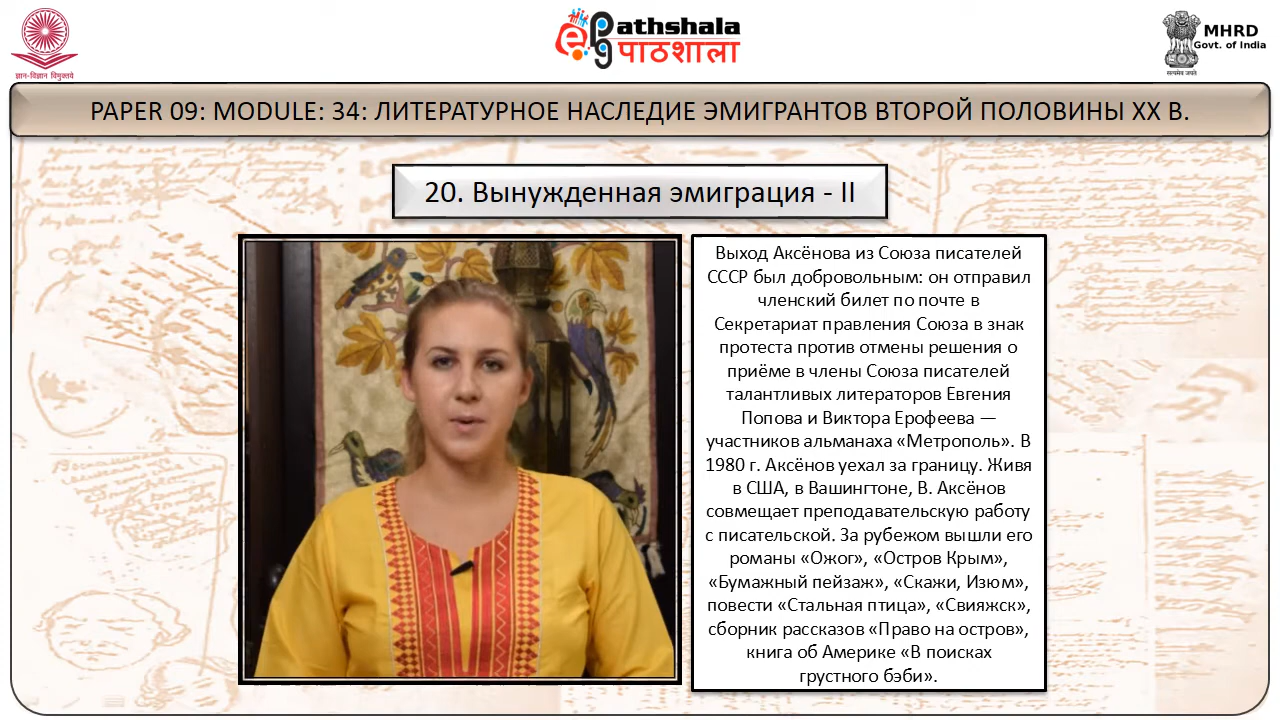 ज्ञान-विज्ञान विमुक्तये
ePg Pathshala
पाठशाला
MHRD
Govt. of India
सत्यमेव जयते
PAPER 09: MODULE: 34: ЛИТЕРАТУРНОЕ НАСЛЕДИЕ ЭМИГРАНТОВ ВТОРОЙ ПОЛОВИНЫ XX В.
20. Вынужденная эмиграция - II
Выход Аксёнова из Союза писателей
СССР был добровольным: он отправил
членский билет по почте в
Секретариат правления Союза в знак
протеста против отмены решения о
приёме в члены Союза писателей
талантливых литераторов Евгения
Попова и Виктора Ерофеева —
участников альманаха «Метрополь». В
1980 г. Аксёнов уехал за границу. Живя
в США, в Вашингтоне, В. Аксёнов
совмещает преподавательскую работу
с писательской. За рубежом вышли его
романы «Ожог», «Остров Крым»,
«Бумажный пейзаж», «Скажи, Изюм»,
повести «Стальная птица», «Свияжск»,
сборник рассказов «Право на остров»,
книга об Америке «В поисках
грустного бэби».